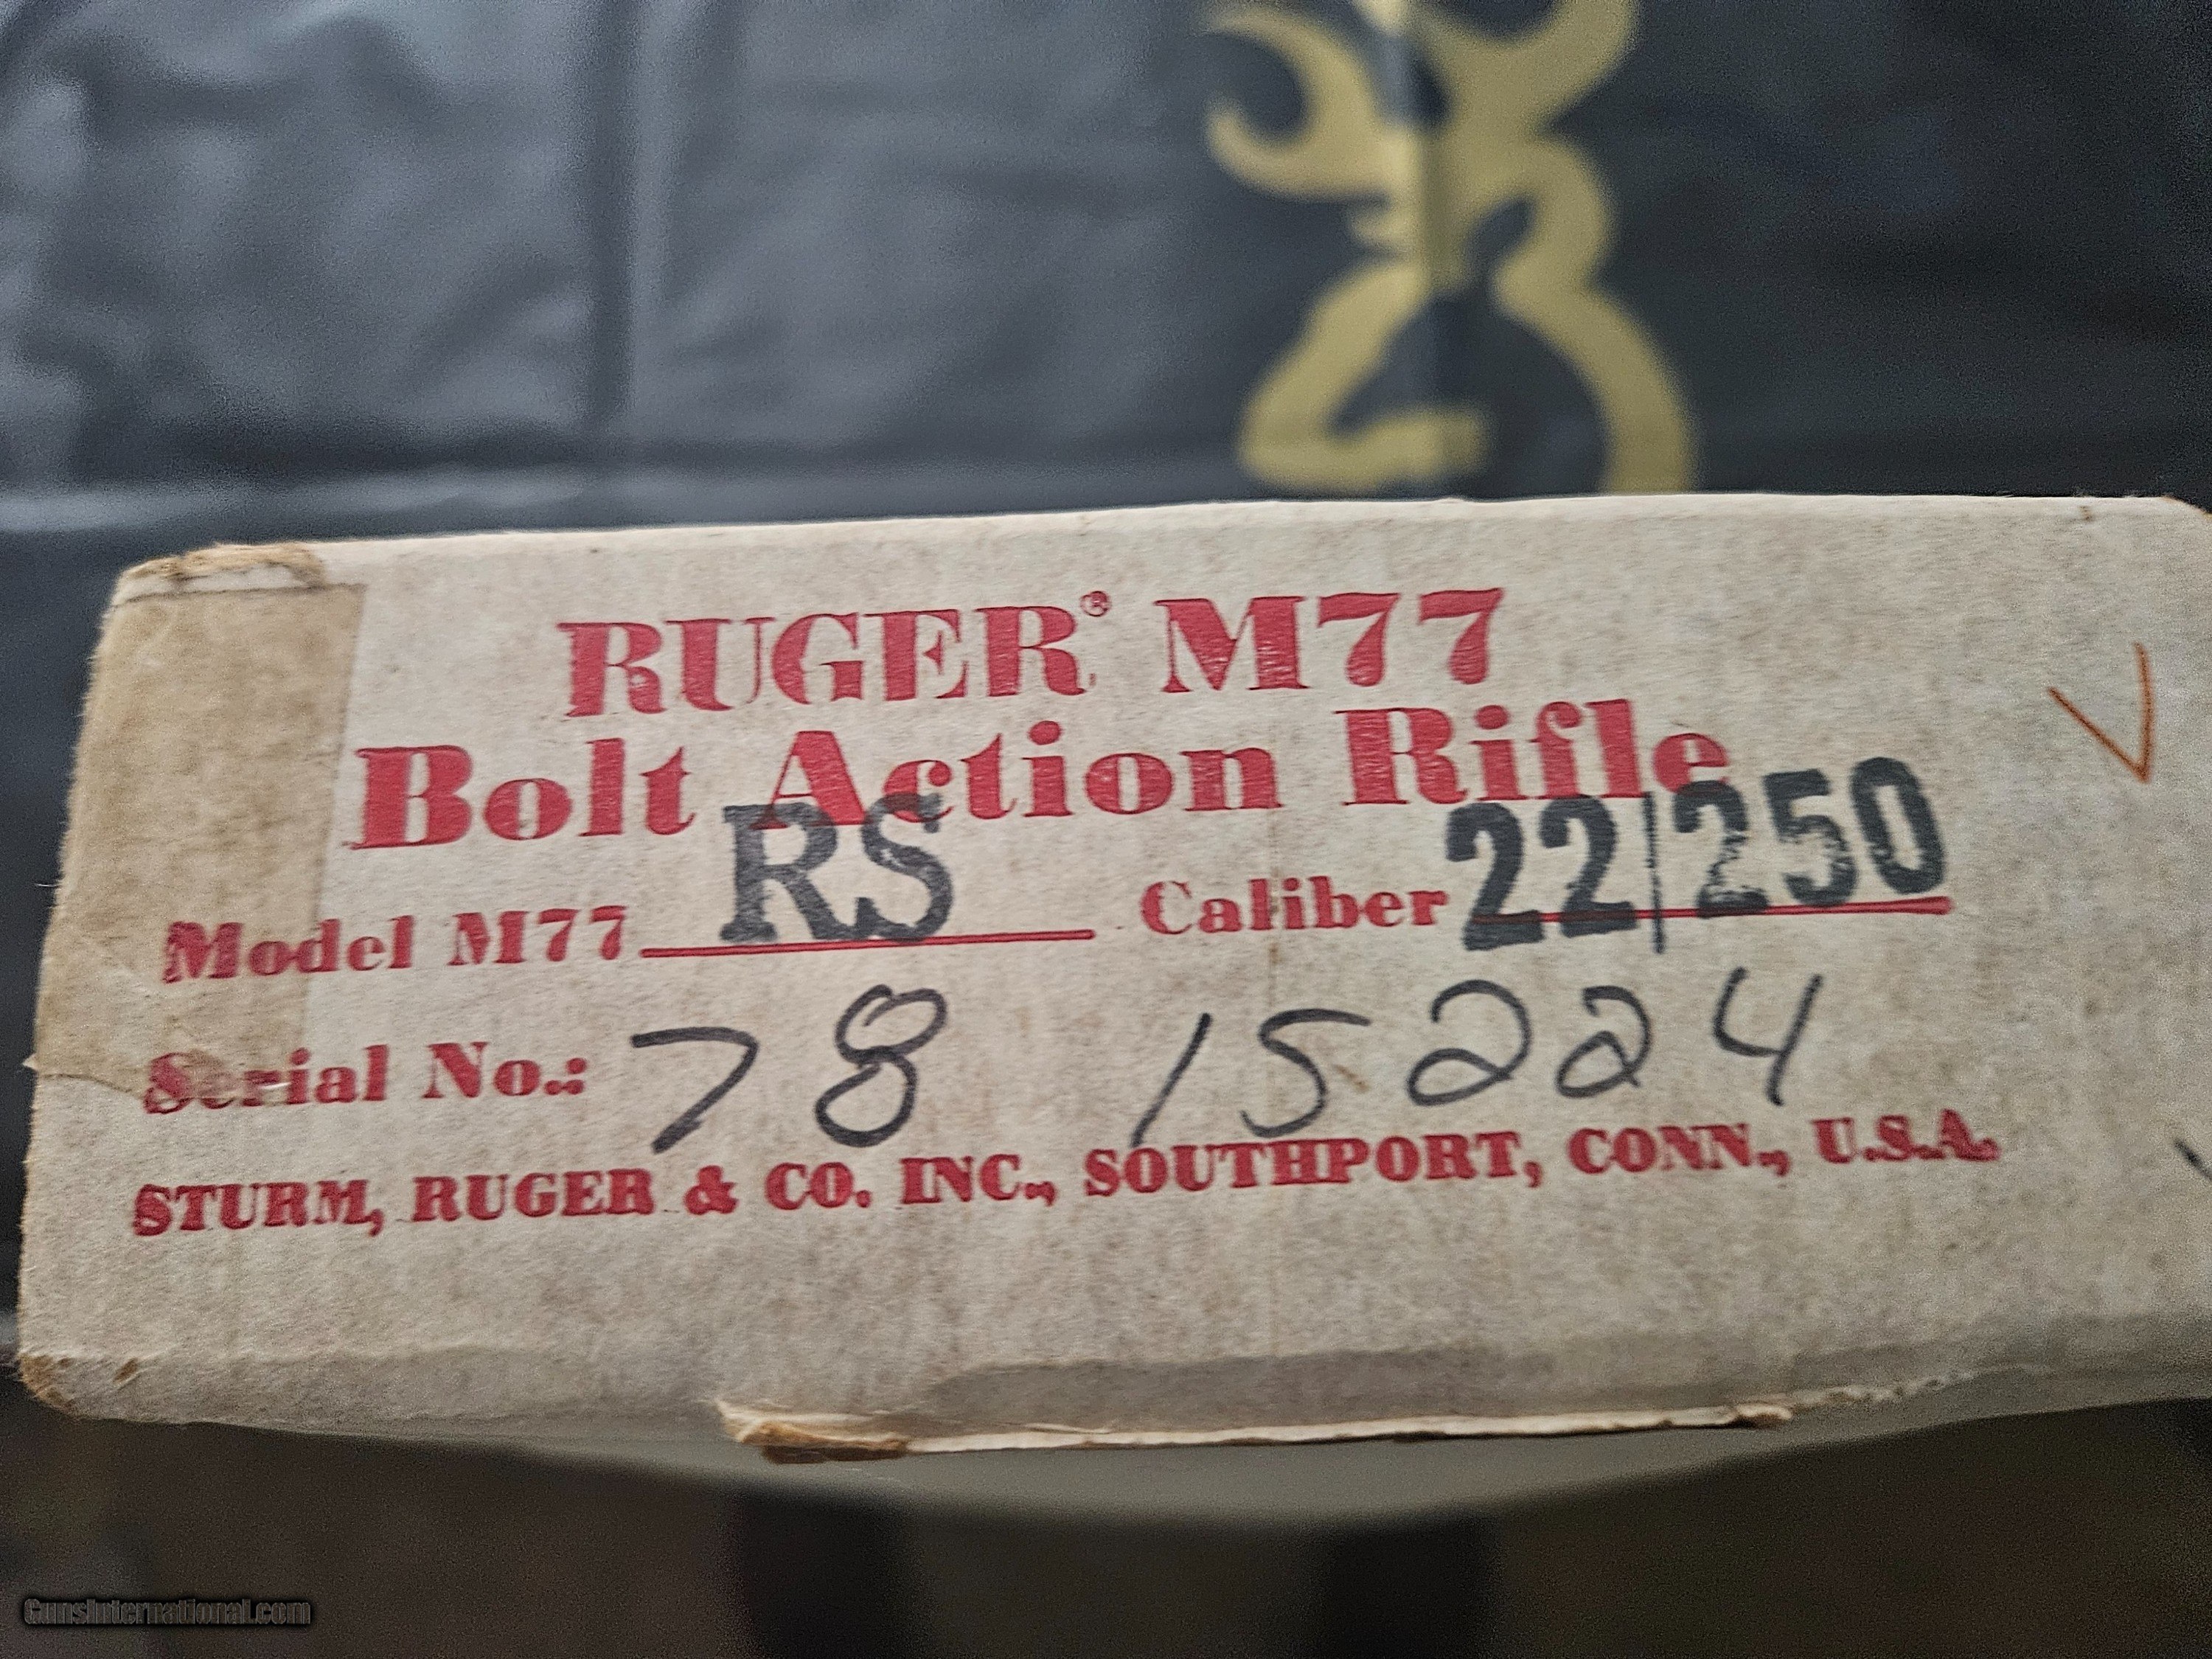 RUGER® M77
Bolt Action Rifle
Model M77 RS Caliber 22/250
Serial No.: 78 15224
STURM, RUGER & CO. INC., SOUTHPORT, CONN., U.S.A.
GunsInternational.com